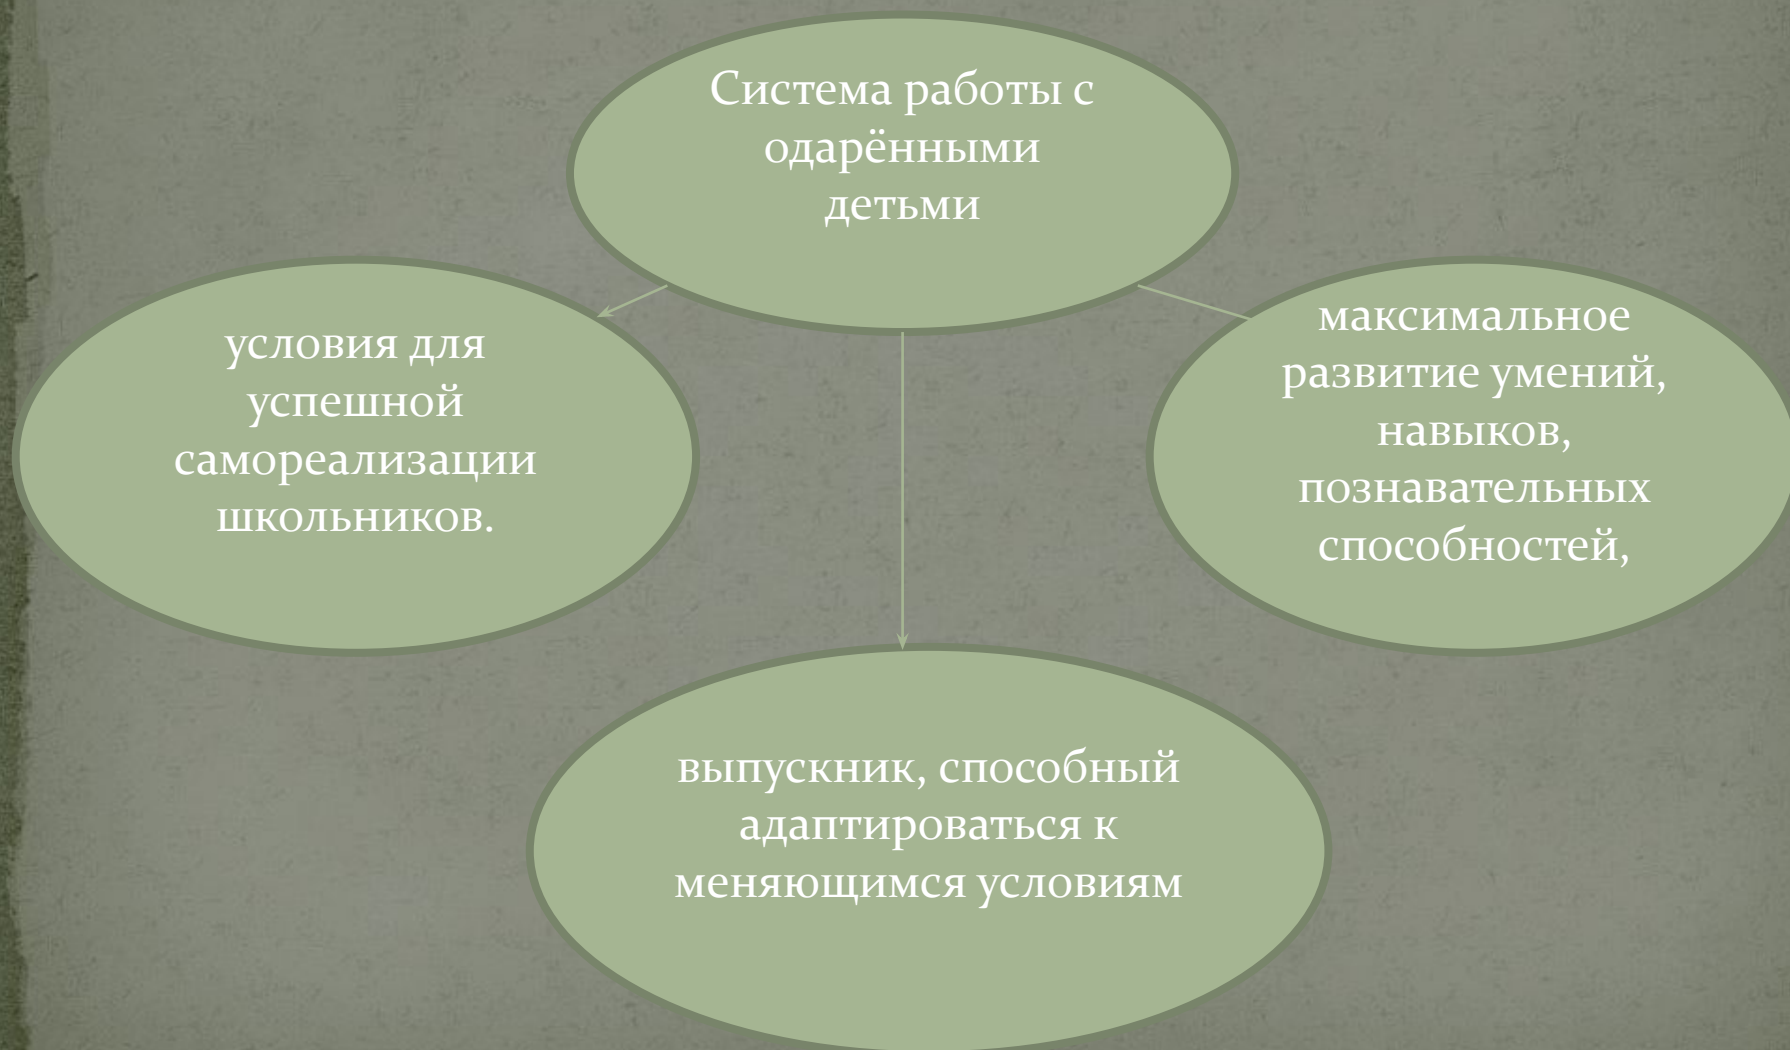 Система работы с
одарёнными
детьми
условия для
успешной
самореализации
школьников.
максимальное
развитие умений,
навыков,
познавательных
способностей,
выпускник, способный
адаптироваться к
меняющимся условиям